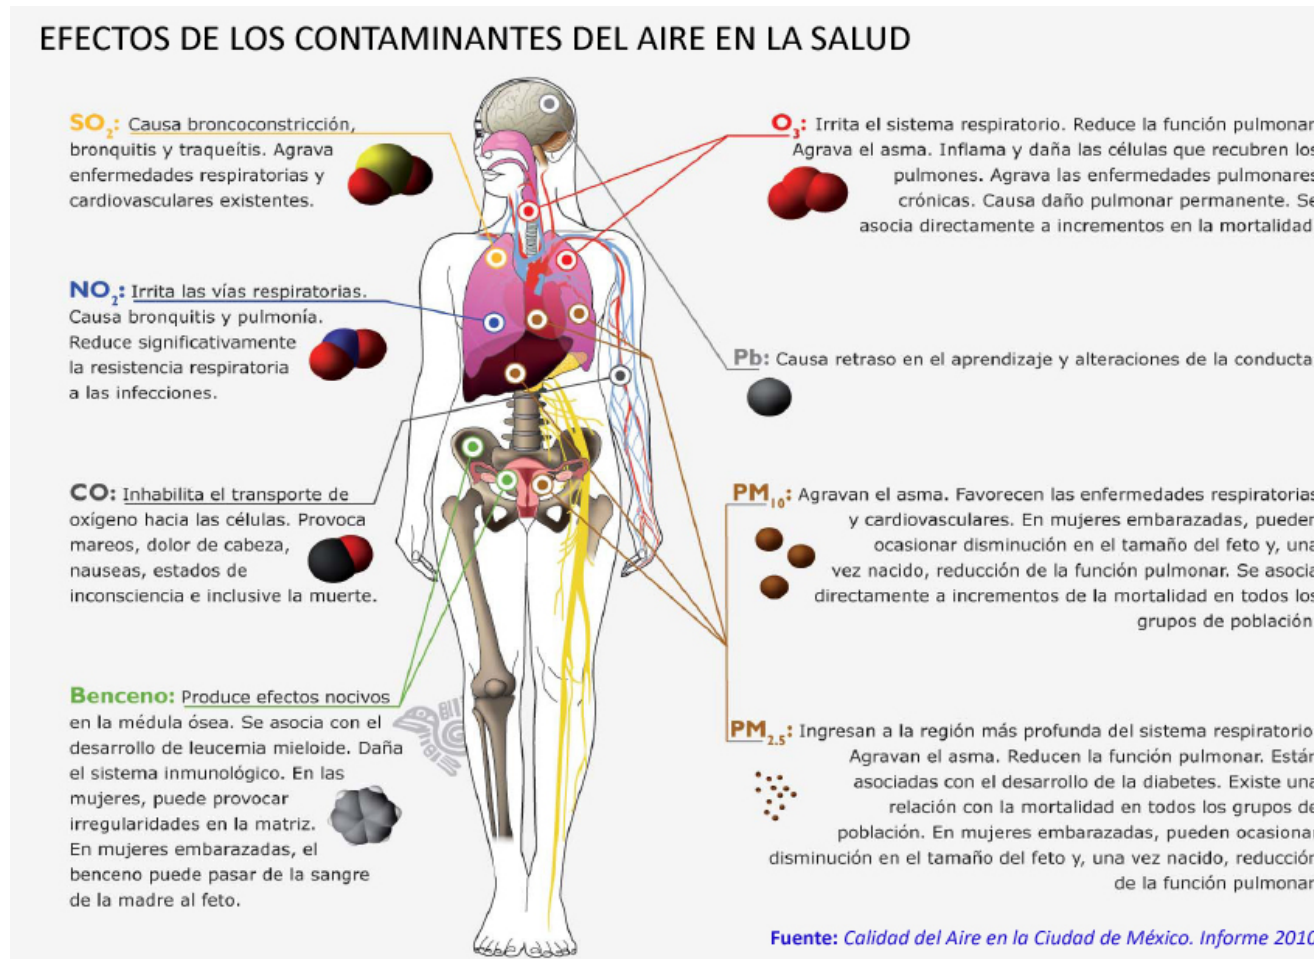 EFECTOS DE LOS CONTAMINANTES DEL AIRE EN LA SALUD
SO2: Causa broncoconstricción,
bronquitis y traqueítis. Agrava
enfermedades respiratorias y
cardiovasculares existentes.
NO2: Irrita las vías respiratorias.
Causa bronquitis y pulmonía.
Reduce significativamente
la resistencia respiratoria
a las infecciones.
CO: Inhabilita el transporte de
oxígeno hacia las células. Provoca
mareos, dolor de cabeza,
nauseas, estados de
inconsciencia e inclusive la muerte.
Benceno: Produce efectos nocivos
en la médula ósea. Se asocia con el
desarrollo de leucemia mieloide. Daña
el sistema inmunológico. En las
mujeres, puede provocar
irregularidades en la matriz.
En mujeres embarazadas, el
benceno puede pasar de la sangre
de la madre al feto.
O3: Irrita el sistema respiratorio. Reduce la función pulmonar
Agrava el asma. Inflama y daña las células que recubren los
pulmones. Agrava las enfermedades pulmonares
crónicas. Causa daño pulmonar permanente. Se
asocia directamente a incrementos en la mortalidad
Pb: Causa retraso en el aprendizaje y alteraciones de la conducta
PM10: Agravan el asma. Favorecen las enfermedades respiratorias
y cardiovasculares. En mujeres embarazadas, pueden
ocasionar disminución en el tamaño del feto y, una
vez nacido, reducción de la función pulmonar. Se asocia
directamente a incrementos de la mortalidad en todos los
grupos de población
PM2.5: Ingresan a la región más profunda del sistema respiratorio
Agravan el asma. Reducen la función pulmonar. Están
asociadas con el desarrollo de la diabetes. Existe una
relación con la mortalidad en todos los grupos de
población. En mujeres embarazadas, pueden ocasionar
disminución en el tamaño del feto y, una vez nacido, reducción
de la función pulmonar
Fuente: Calidad del Aire en la Ciudad de México. Informe 2010